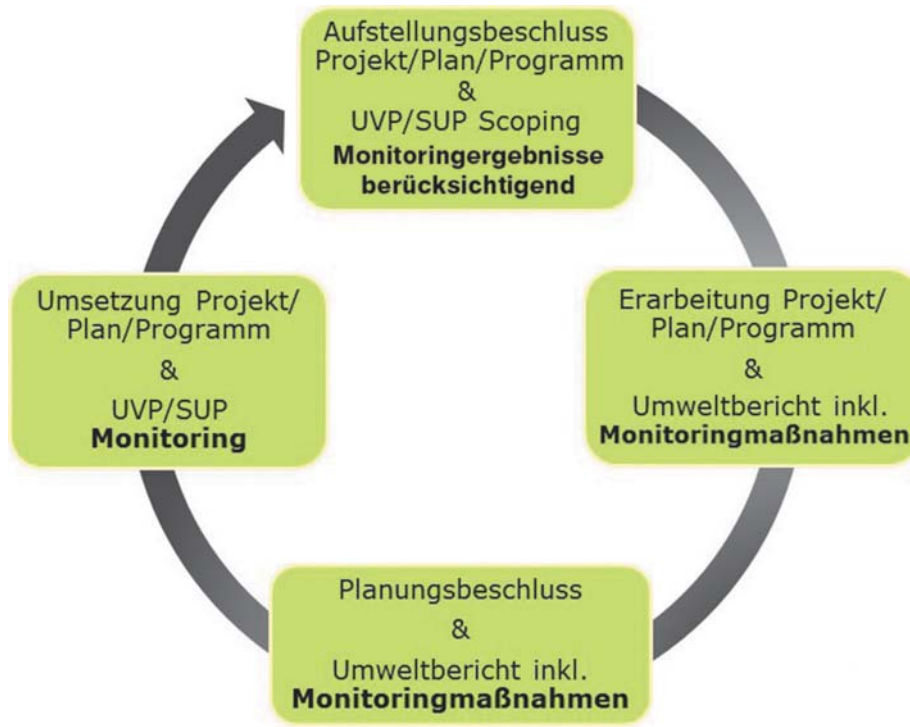 Aufstellungsbeschluss
Projekt/Plan/Programm
&
UVP/SUP Scoping
Monitoringergebnisse
berücksichtigend
Erarbeitung Projekt/
Plan/Programm
&
Umweltbericht inkl.
Monitoringmaßnahmen
Planungsbeschluss
&
Umweltbericht inkl.
Monitoringmaßnahmen
Umsetzung Projekt/
Plan/Programm
&
UVP/SUP
Monitoring